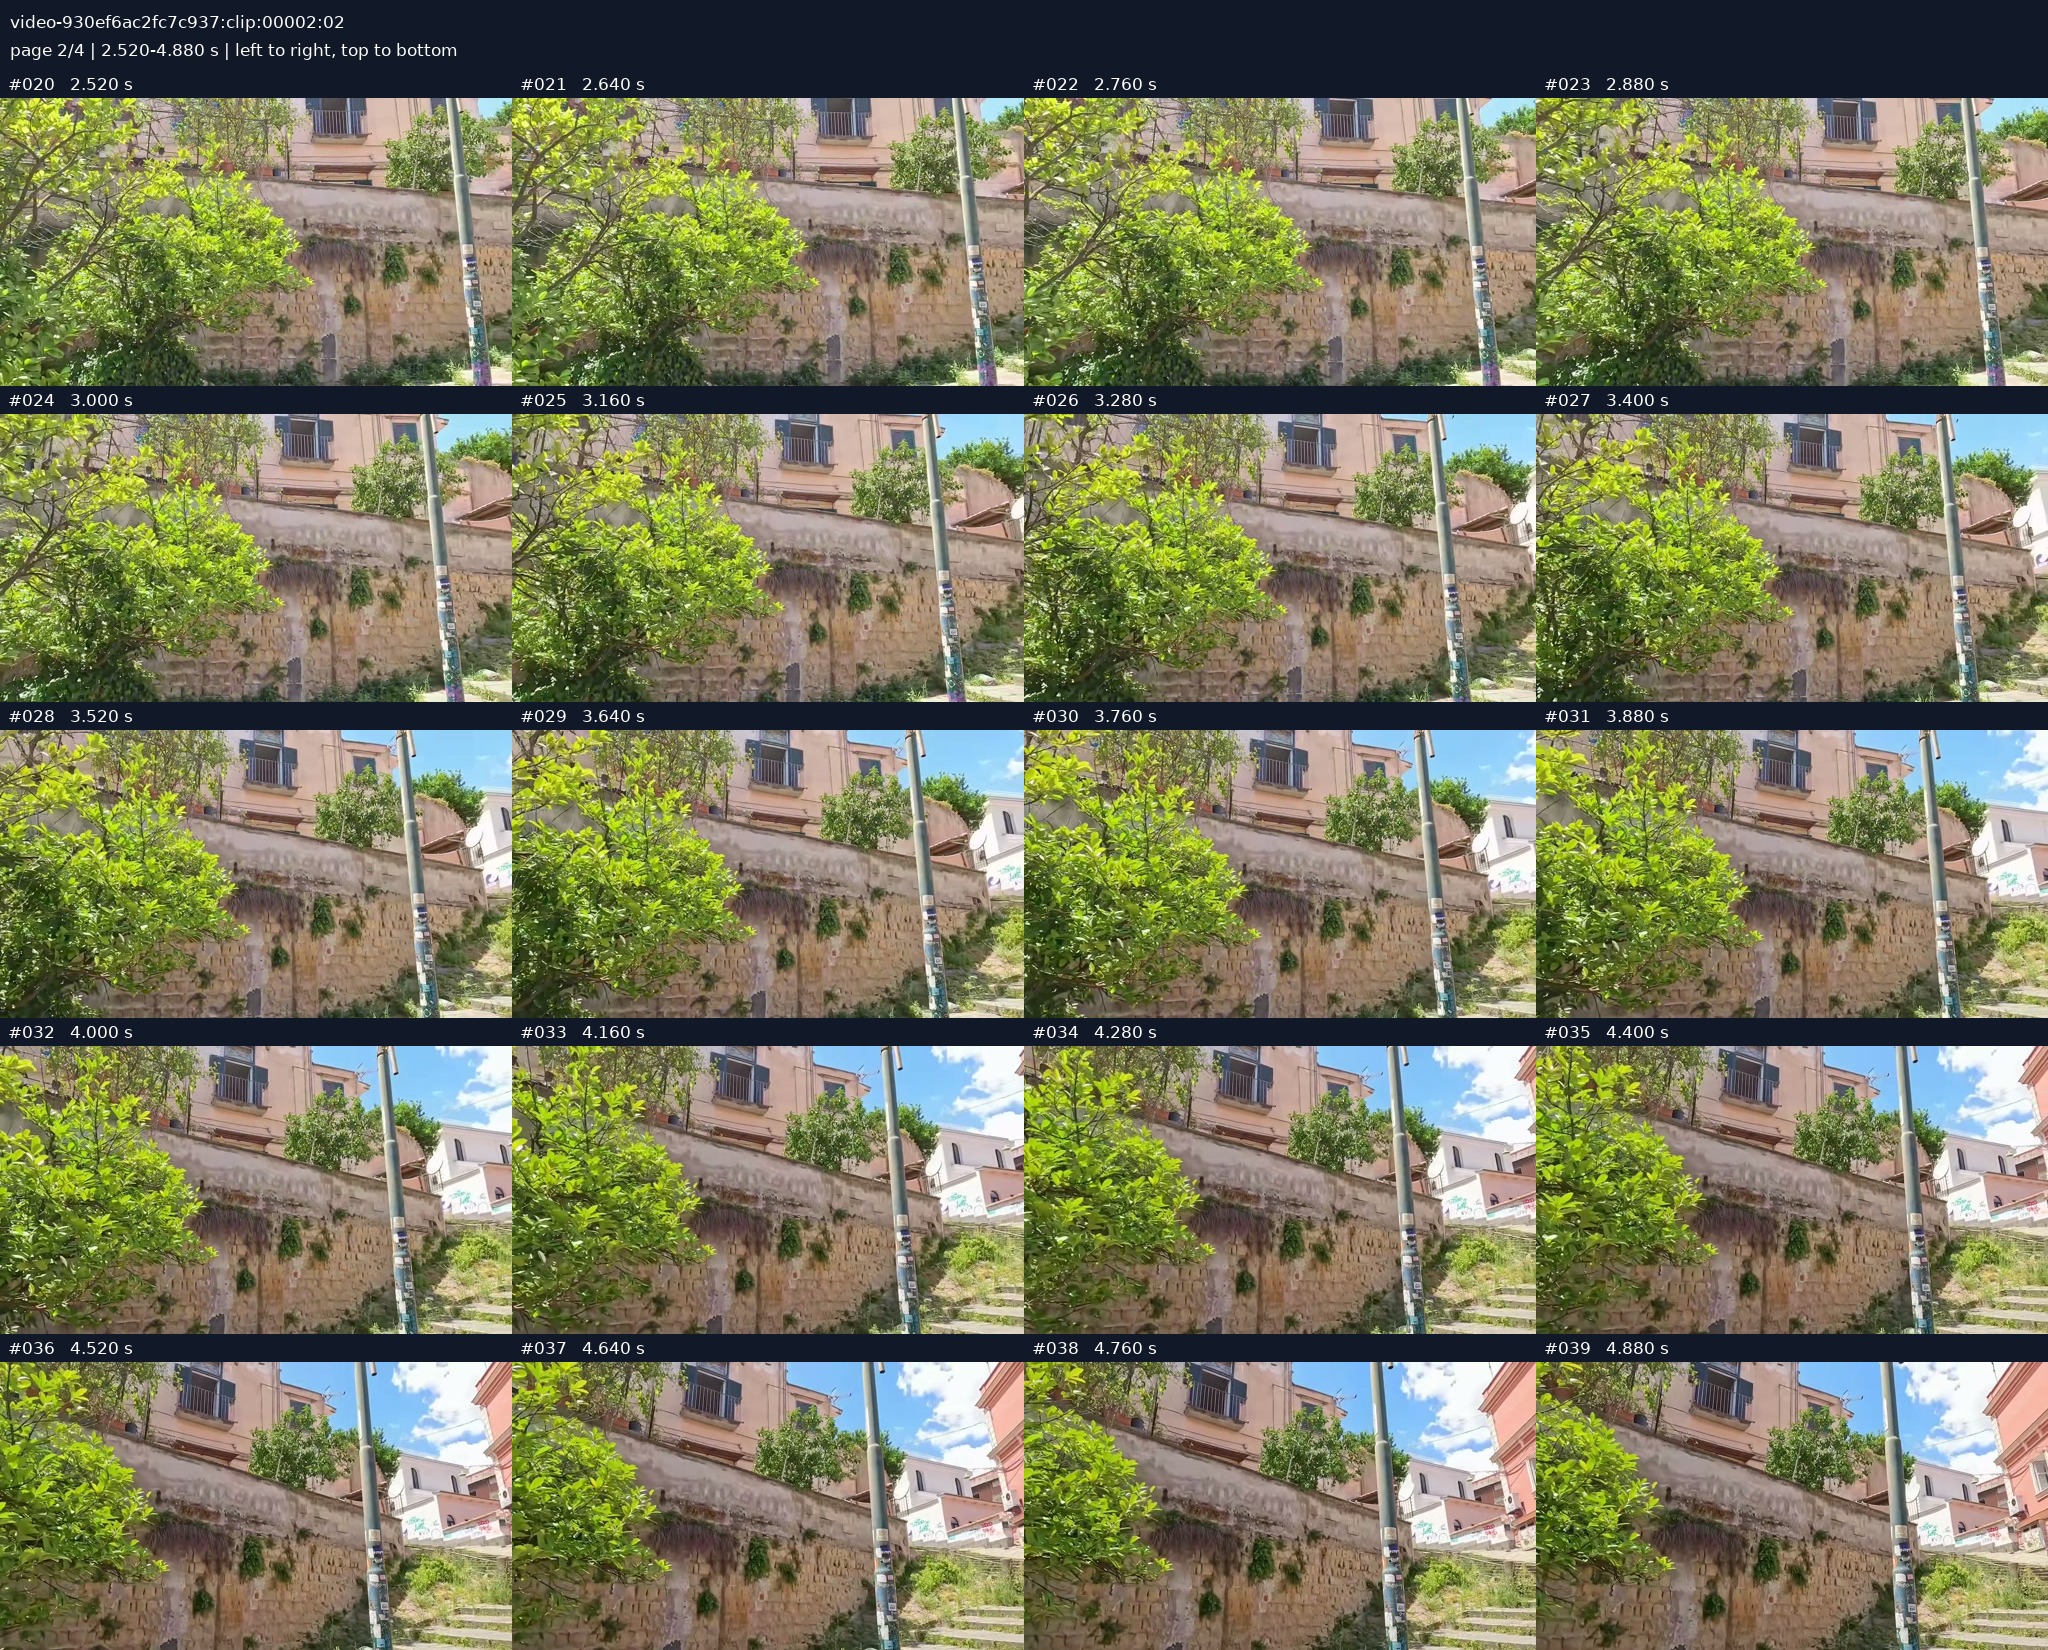 video-930ef6ac2fc7c937:clip:00002:02
page 2/4 | 2.520-4.880 s | left to right, top to bottom
#020 2.520 s
#021 2.640 s
#022 2.760 s
#023 2.880 s
#024 3.000 s
#025 3.160 s
#026 3.280 s
#027 3.400 s
#028 3.520 s
#029 3.640 s
#030 3.760 s
#031 3.880 s
#032 4.000 s
#033 4.160 s
#034 4.280 s
#035 4.400 s
#036 4.520 s
#037 4.640 s
#038 4.760 s
#039 4.880 s